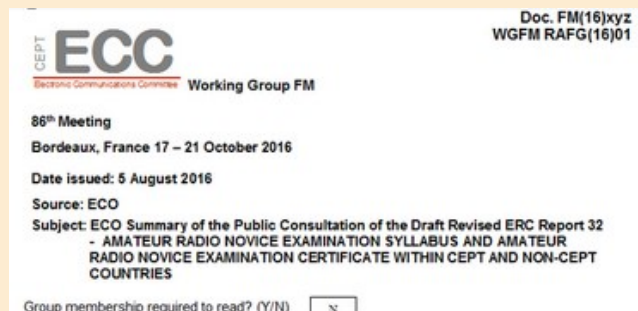 Doc. FM(16)xyz
WGFM RAFG(16)01
CEPT
ECC
Electronic Communications Committee
Working Group FM
86th Meeting
Bordeaux, France 17 – 21 October 2016
Date issued: 5 August 2016
Source: ECO
Subject: ECO Summary of the Public Consultation of the Draft Revised ERC Report 32
- AMATEUR RADIO NOVICE EXAMINATION SYLLABUS AND AMATEUR
RADIO NOVICE EXAMINATION CERTIFICATE WITHIN CEPT AND NON-CEPT
COUNTRIES
Group membership required to read? (Y/N) N